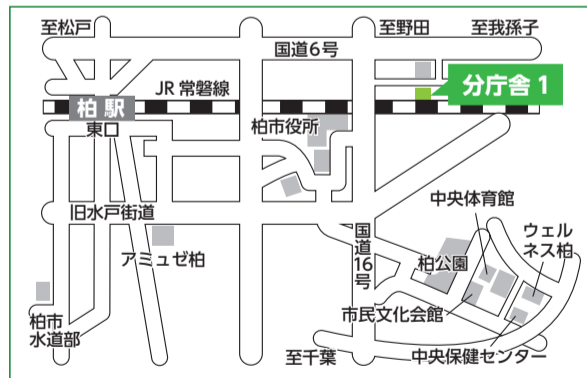 至松戸
至野田
至我孫子
国道6号
JR常磐線
分庁舎1
柏駅
東口
柏市役所
旧水戸街道
中央体育館
ウェル
ネス柏
アミュゼ柏
国道16号
柏公園
市民文化会館
柏市
水道部
至千葉
中央保健センター